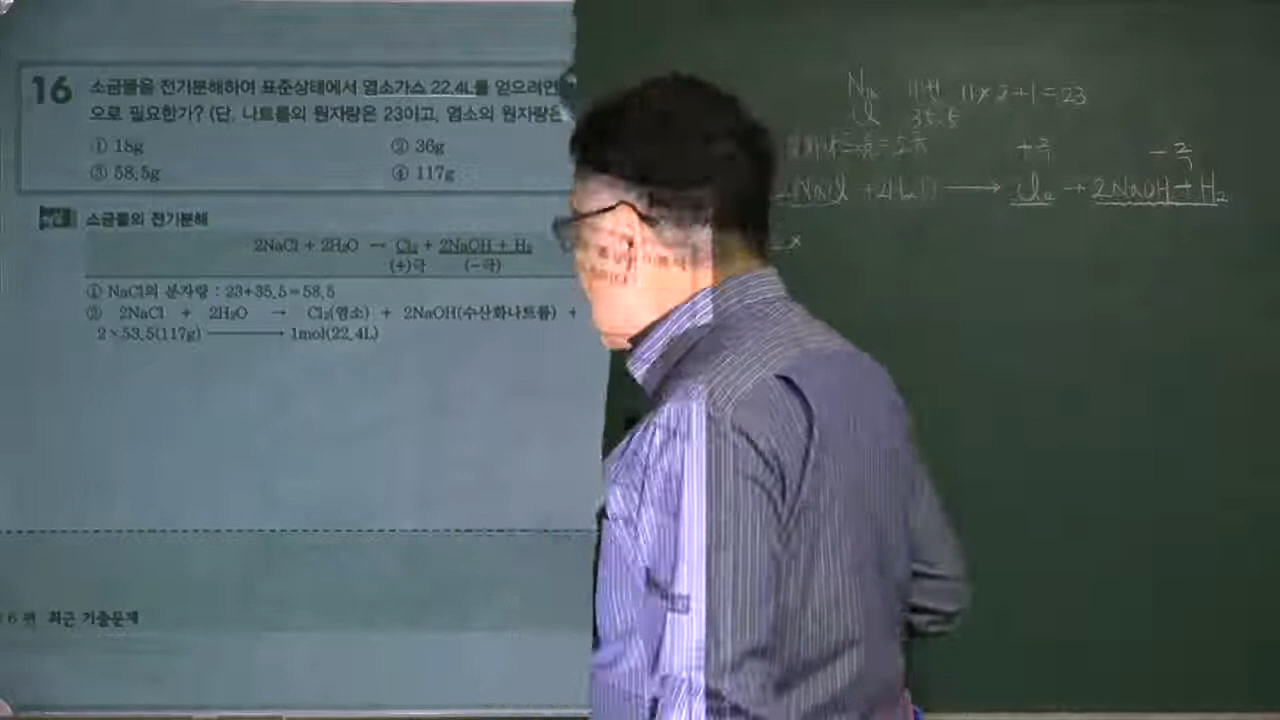 16 소금물을 전기분해하여 표준상태에서 염소가스 22.4L를 얻으려면
으로 필요한가? (단, 나트륨의 원자량은 23이고, 염소의 원자량은
① 18g ② 36g
③ 58.5g ④ 117g
소금물의 전기분해
2NaCl + 2H₂O → Cl₂ + 2NaOH + H₂
(+)극 (-극)
① NaCl의 분자량 : 23+35.5=58.5
② 2NaCl + 2H₂O → Cl₂(염소) + 2NaOH(수산화나트륨) +
2×53.5(117g) → 1mol(22.4L)
6편 최근 기출문제
Na 11번 11×2+1=23
Cl 35.5
+극 -극
2NaCl + 2H₂O → Cl₂ + 2NaOH + H₂
x